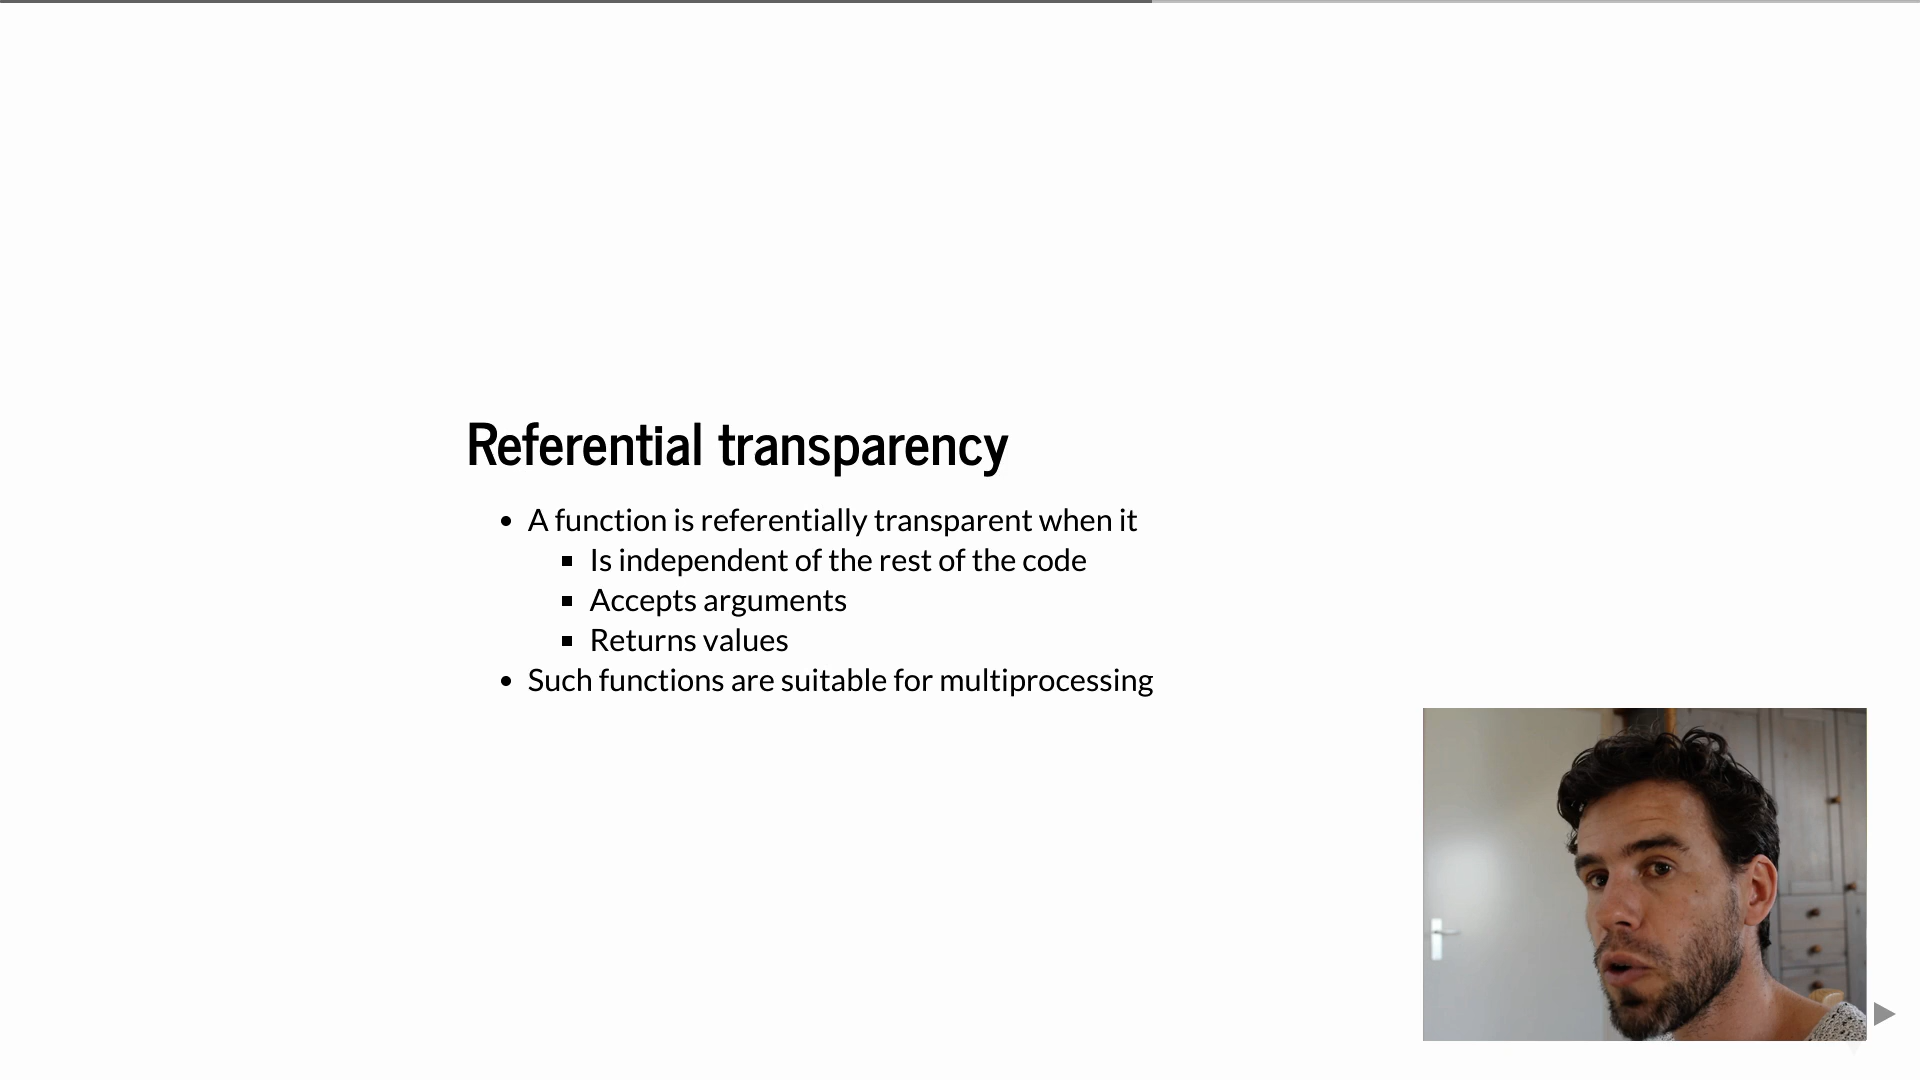 Referential transparency
A function is referentially transparent when it
Is independent of the rest of the code
Accepts arguments
Returns values
Such functions are suitable for multiprocessing